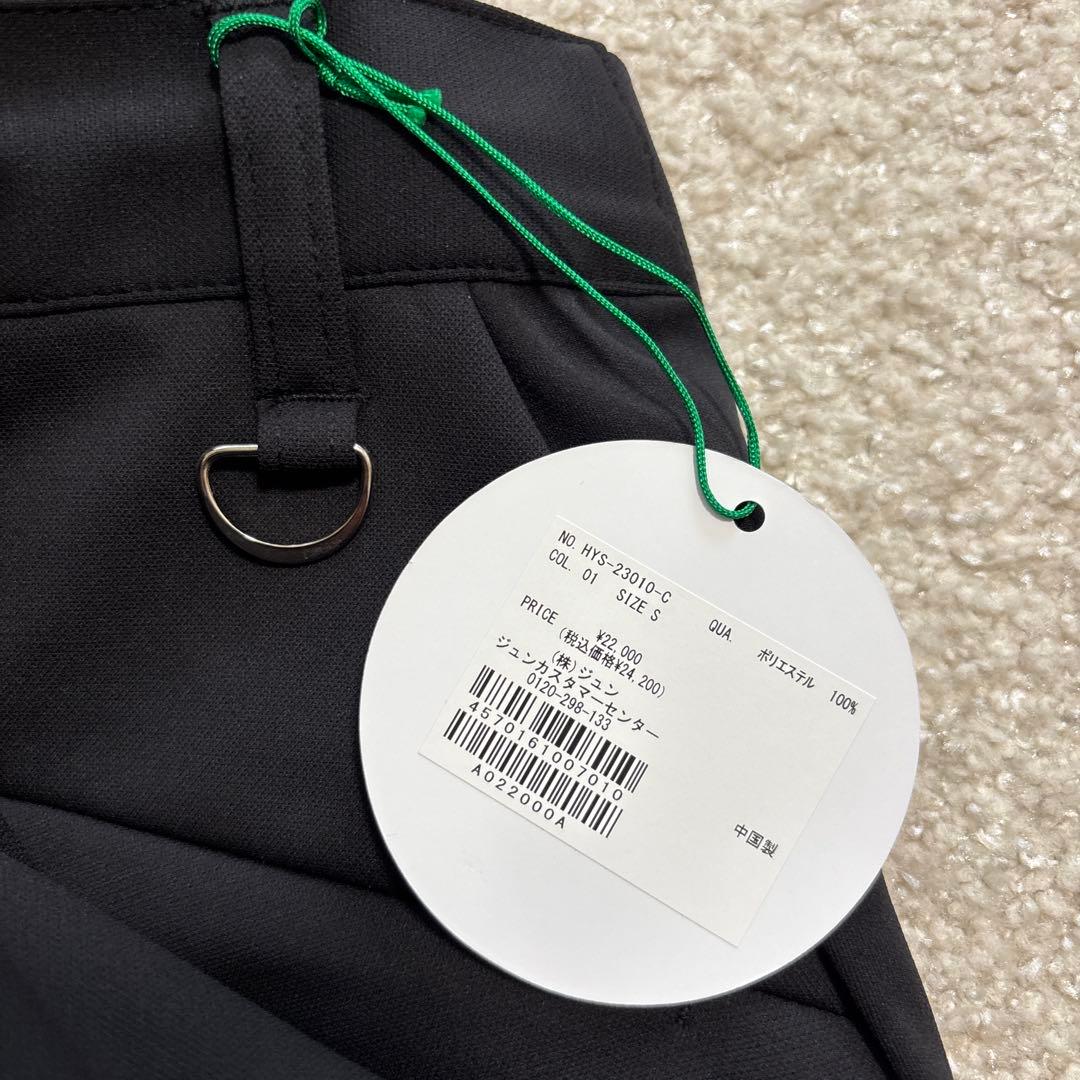 NO. HYS-23010-C
COL. 01 SIZE S QUA. ポリエステル 100%
PRICE ¥22,000
(税込価格¥24,200)
(株)ジュン
ジュンカスタマーセンター
0120-298-133
4570161007010
A022000A
中国製